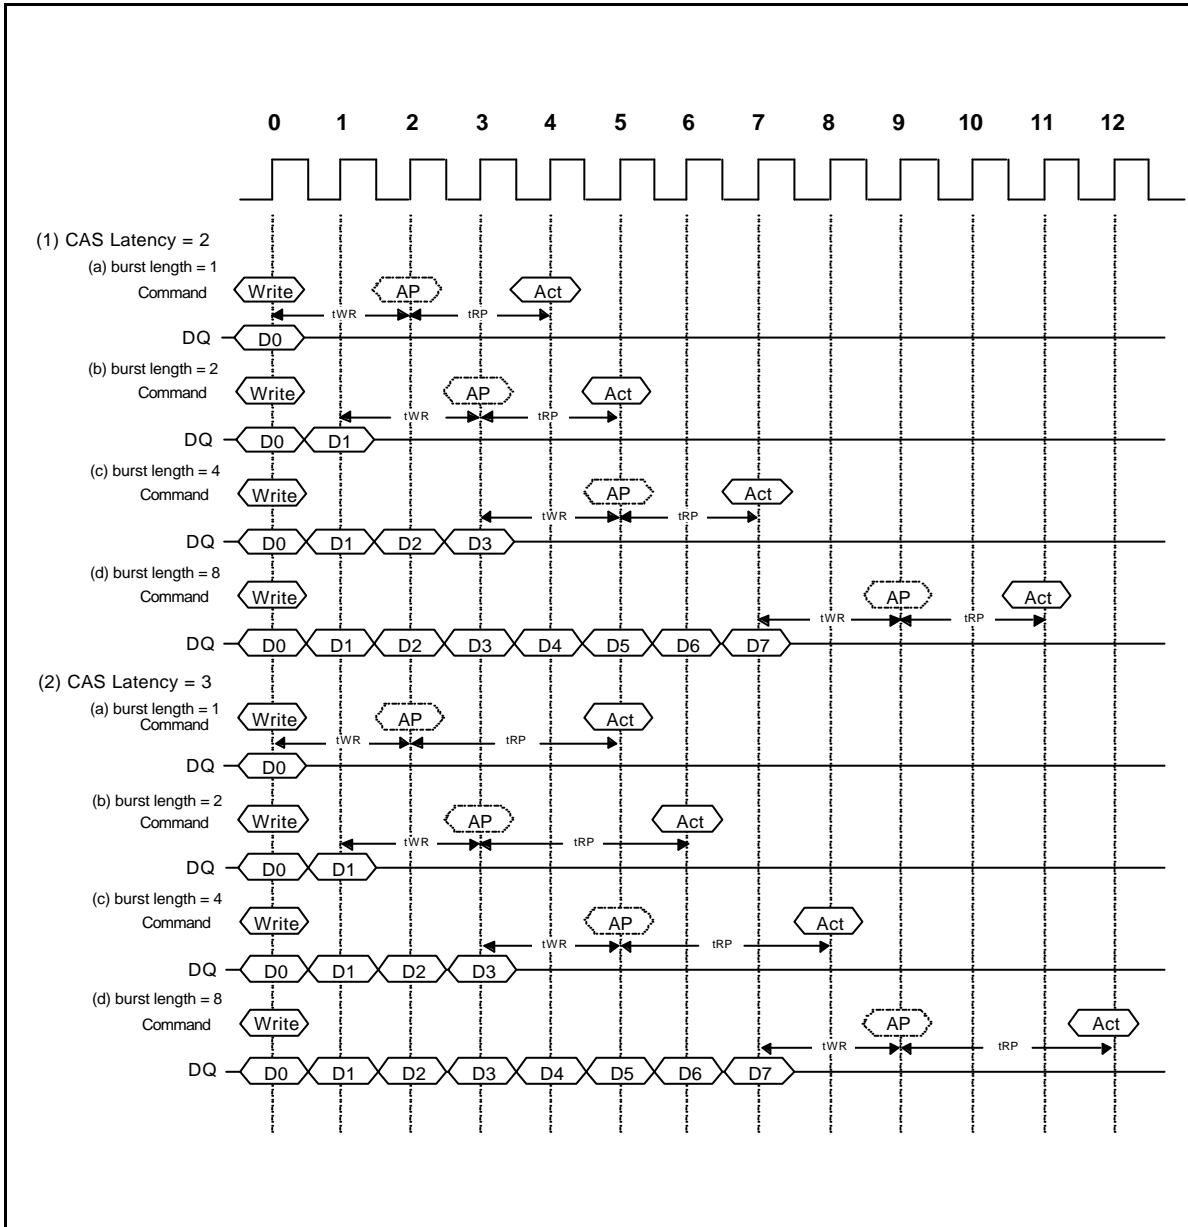 0 1 2 3 4 5 6 7 8 9 10 11 12
(1) CAS Latency = 2
(a) burst length = 1
Command Write AP Act
tWR tRP
DQ D0
(b) burst length = 2
Command Write AP Act
tWR tRP
DQ D0 D1
(c) burst length = 4
Command Write AP Act
tWR tRP
DQ D0 D1 D2 D3
(d) burst length = 8
Command Write AP Act
tWR tRP
DQ D0 D1 D2 D3 D4 D5 D6 D7
(2) CAS Latency = 3
(a) burst length = 1
Command Write AP Act
tWR tRP
DQ D0
(b) burst length = 2
Command Write AP Act
tWR tRP
DQ D0 D1
(c) burst length = 4
Command Write AP Act
tWR tRP
DQ D0 D1 D2 D3
(d) burst length = 8
Command Write AP Act
tWR tRP
DQ D0 D1 D2 D3 D4 D5 D6 D7